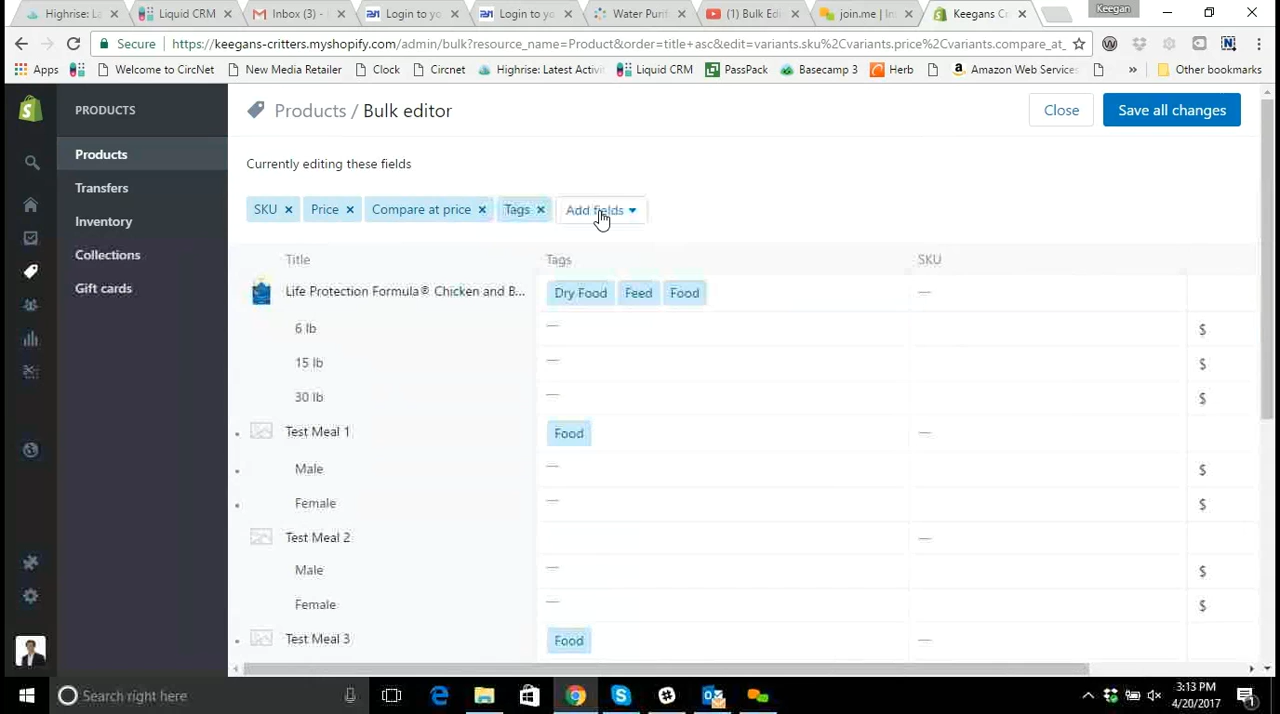 Highrise: Lat
Liquid CRM
Inbox (3) -
Login to yo
Login to yo
Water Purif
(1) Bulk Edi
join.me | In
Keegans C
Keegan
Secure
https://keegans-critters.myshopify.com/admin/bulk?resource_name=Product&order=title+asc&edit=variants.sku%2Cvariants.price%2Cvariants.compare_at_
Apps
Welcome to CircNet
New Media Retailer
Clock
Circnet
Highrise: Latest Activi
Liquid CRM
PassPack
Basecamp 3
Herb
Amazon Web Services
»
Other bookmarks
PRODUCTS
Products / Bulk editor
Close
Save all changes
Products
Transfers
Inventory
Collections
Gift cards
Currently editing these fields
SKU ×
Price ×
Compare at price ×
Tags ×
Add fields
Title
Tags
SKU
Life Protection Formula® Chicken and B...
Dry Food
Feed
Food
—
6 lb
—
$
15 lb
—
$
30 lb
—
$
Test Meal 1
Food
—
Male
—
$
Female
—
$
Test Meal 2
—
Male
—
$
Female
—
$
Test Meal 3
Food
—
Search right here
3:13 PM
4/20/2017
1